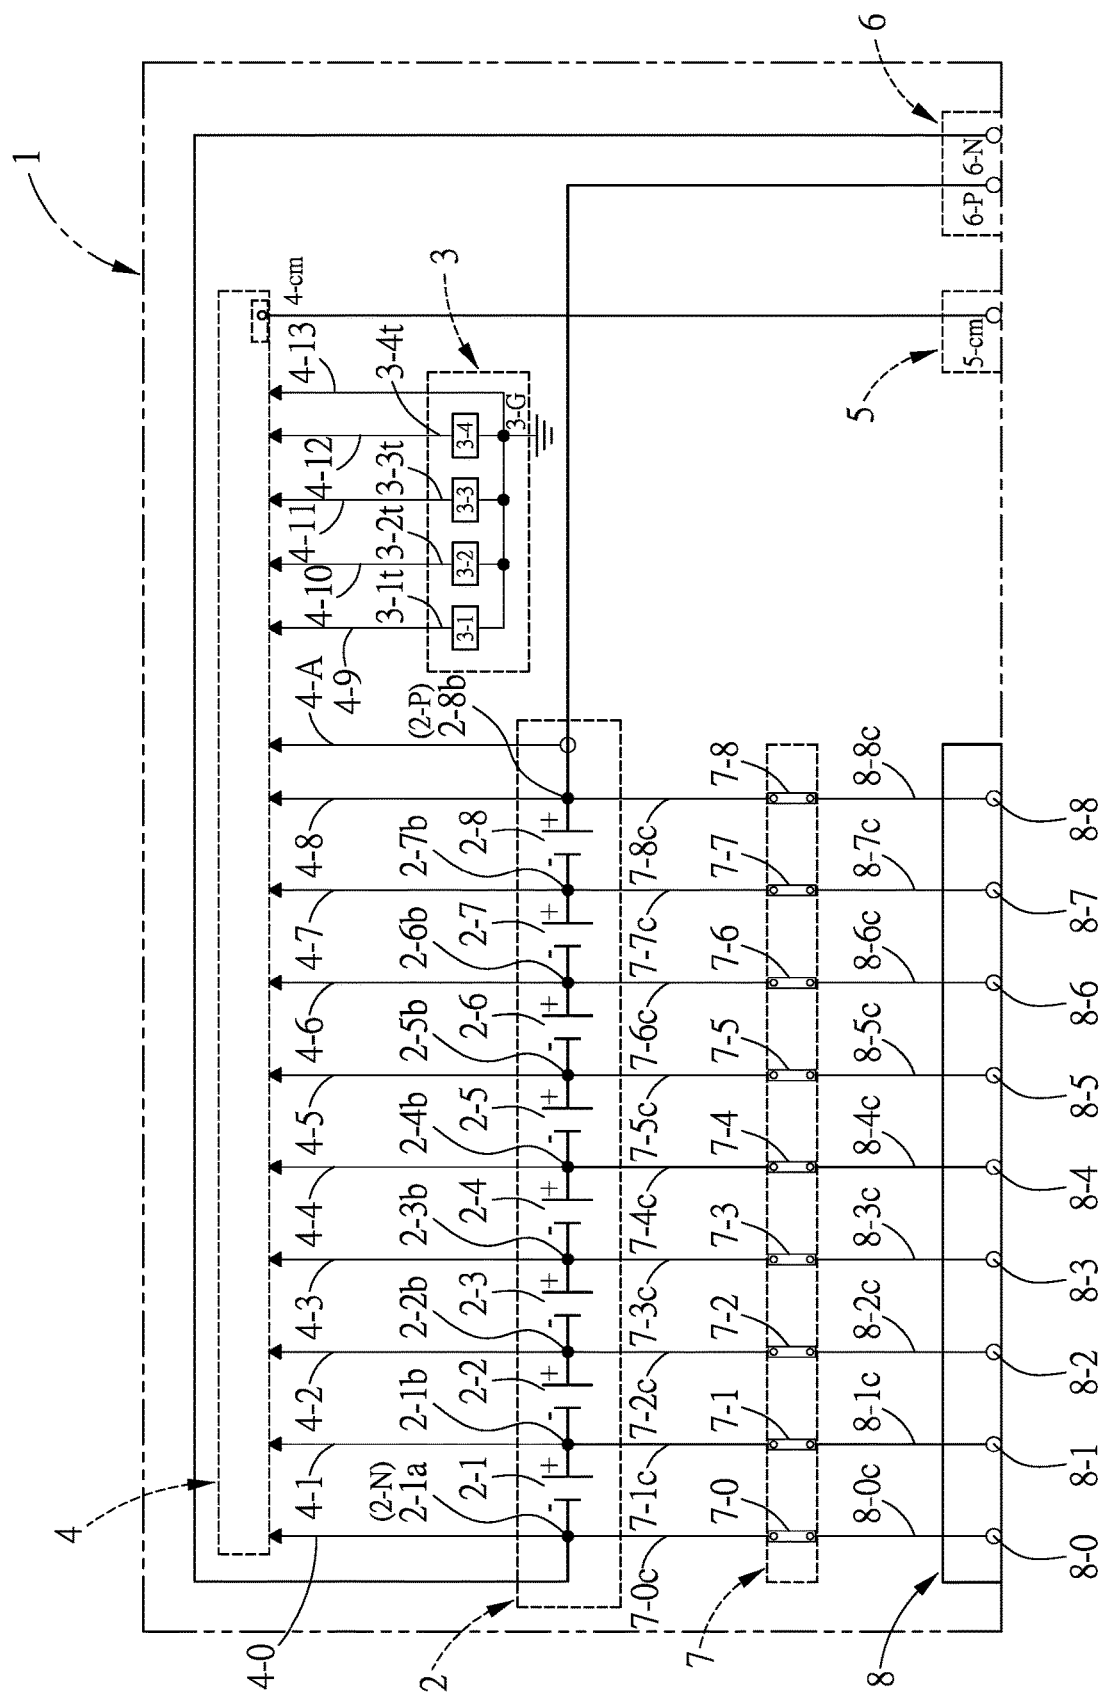 1
4
4-0
4-1
4-2
4-3
4-4
4-5
4-6
4-7
4-8
4-A
4-9
4-10
4-11
4-12
4-13
4-cm
3
3-1t
3-2t
3-3t
3-4t
3-1
3-2
3-3
3-4
3-G
2
(2-N)
2-1a
2-1
2-1b
2-2
2-2b
2-3
2-3b
2-4
2-4b
2-5
2-5b
2-6
2-6b
2-7
2-7b
2-8
(2-P)
2-8b
- +
- +
- +
- +
- +
- +
- +
- +
7-0c
7-1c
7-2c
7-3c
7-4c
7-5c
7-6c
7-7c
7-8c
7
7-0
7-1
7-2
7-3
7-4
7-5
7-6
7-7
7-8
8-0c
8-1c
8-2c
8-3c
8-4c
8-5c
8-6c
8-7c
8-8c
5
5-cm
6
6-P
6-N
8
8-0
8-1
8-2
8-3
8-4
8-5
8-6
8-7
8-8